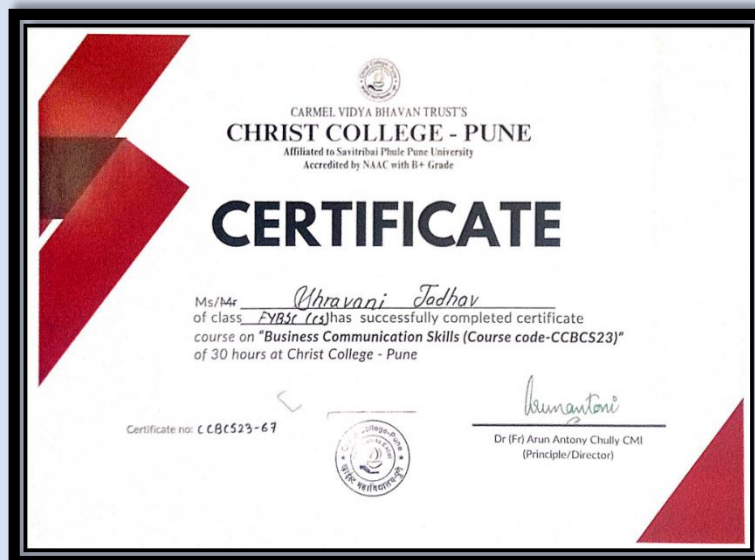 CARMEL VIDYA BHAVAN TRUST'S
CHRIST COLLEGE - PUNE
Affiliated to Savitribai Phule Pune University
Accredited by NAAC with B+ Grade
CERTIFICATE
Ms/Mr Jadhav
of class FYBSc (CS) has successfully completed certificate
course on "Business Communication Skills (Course code-CCBCS23)"
of 30 hours at Christ College - Pune
Certificate no: CCBCS23-67
Dr (Fr) Arun Antony Chully CMI
(Principle/Director)